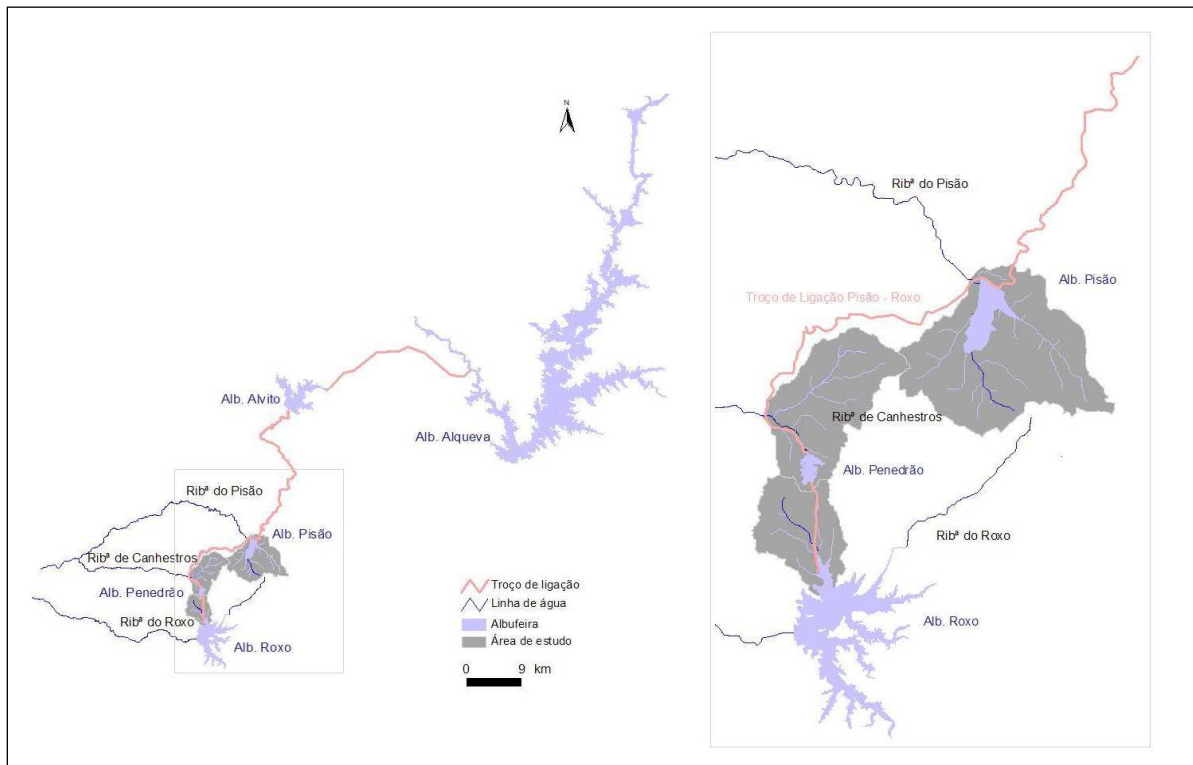 N
Alb. Alvito
Alb. Alqueva
Ribª do Pisão
Alb. Pisão
Ribª de Canhestros
Alb. Penedrão
Ribª do Roxo
Alb. Roxo
Troço de ligação
Linha de água
Albufeira
Área de estudo
0 9 km
Ribª do Pisão
Alb. Pisão
Troço de Ligação Pisão - Roxo
Ribª de Canhestros
Alb. Penedrão
Ribª do Roxo
Alb. Roxo